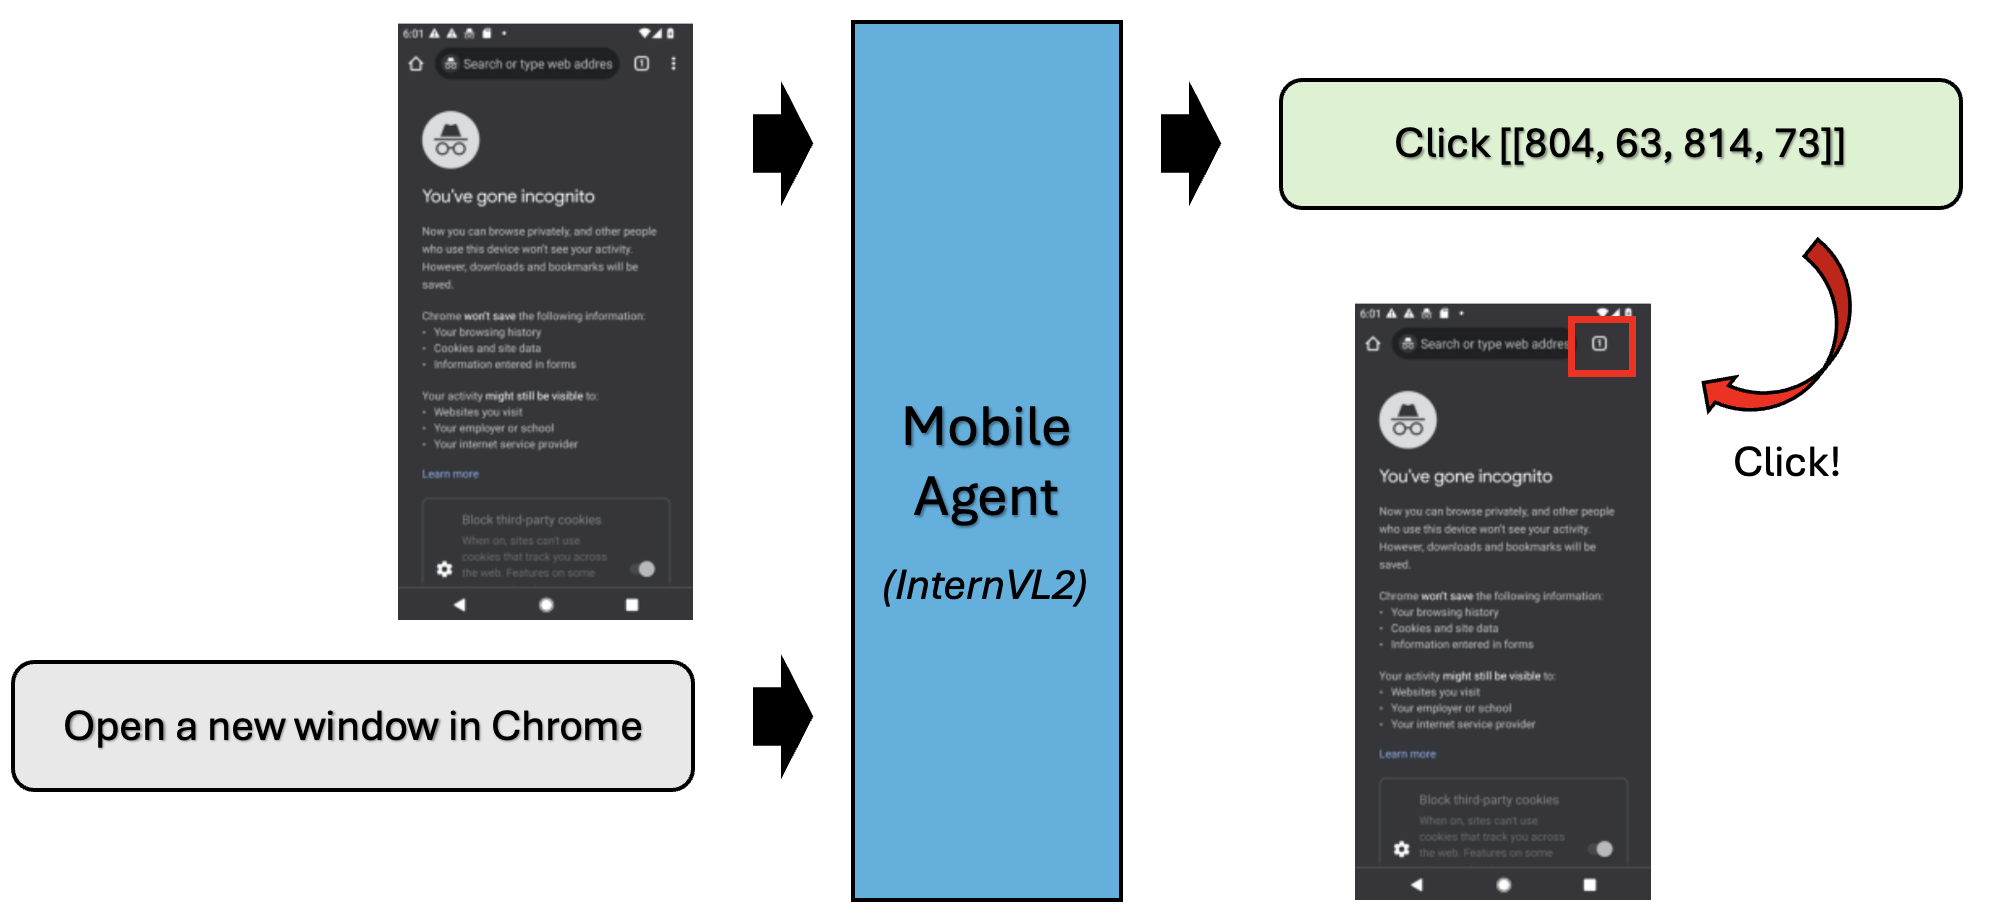 6:01
Search or type web addres
1
You've gone incognito
Now you can browse privately, and other people
who use this device won't see your activity.
However, downloads and bookmarks will be
saved.
Chrome won't save the following information:
• Your browsing history
• Cookies and site data
• Information entered in forms
Your activity might still be visible to:
• Websites you visit
• Your employer or school
• Your internet service provider
Learn more
Block third-party cookies
When on, sites can't use
cookies that track you across
the web. Features on some
Open a new window in Chrome
Mobile
Agent
(InternVL2)
Click [[804, 63, 814, 73]]
Click!
6:01
Search or type web addres
1
You've gone incognito
Now you can browse privately, and other people
who use this device won't see your activity.
However, downloads and bookmarks will be
saved.
Chrome won't save the following information:
• Your browsing history
• Cookies and site data
• Information entered in forms
Your activity might still be visible to:
• Websites you visit
• Your employer or school
• Your internet service provider
Learn more
Block third-party cookies
When on, sites can't use
cookies that track you across
the web. Features on some